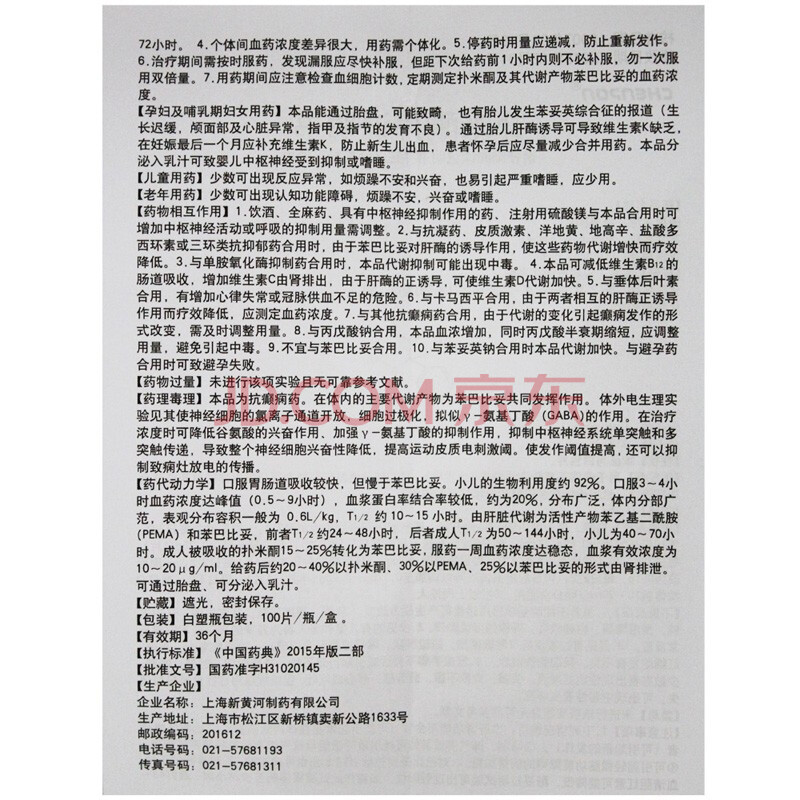 72小时。 4.个体间血药浓度差异很大，用药需个体化。5.停药时用量应递减，防止重新发作。
6.治疗期间需按时服药，发现漏服应尽快补服，但距下次给药前1小时内则不必补服，勿一次服
用双倍量。7.用药期间应注意检查血细胞计数，定期测定扑米酮及其代谢产物苯巴比妥的血药浓
度。
【孕妇及哺乳期妇女用药】本品能通过胎盘，可能致畸，也有胎儿发生苯妥英综合征的报道（生
长迟缓，颅面部及心脏异常，指甲及指节的发育不良）。通过胎儿肝酶诱导可导致维生素K缺乏，
在妊娠最后一个月应补充维生素K，防止新生儿出血，患者怀孕后应尽量减少合并用药。本品分
泌入乳汁可致婴儿中枢神经受到抑制或嗜睡。
【儿童用药】少数可出现反应异常，如烦躁不安和兴奋，也易引起严重嗜睡，应少用。
【老年用药】少数可出现认知功能障碍，烦躁不安，兴奋或嗜睡。
【药物相互作用】1.饮酒、全麻药、具有中枢神经抑制作用的药、注射用硫酸镁与本品合用时可
增加中枢神经活动或呼吸的抑制用量需调整。2.与抗凝药、皮质激素、洋地黄、地高辛、盐酸多
西环素或三环类抗抑郁药合用时，由于苯巴比妥对肝酶的诱导作用，使这些药物代谢增快而疗效
降低。3.与单胺氧化酶抑制药合用时，本品代谢抑制可能出现中毒。 4.本品可减低维生素B12的
肠道吸收，增加维生素C由肾排出，由于肝酶的正诱导，可使维生素D代谢加快。5.与垂体后叶素
合用，有增加心律失常或冠脉供血不足的危险。6.与卡马西平合用，由于两者相互的肝酶正诱导
作用而疗效降低，应测定血药浓度。7.与其他抗癫痫药合用，由于代谢的变化引起癫痫发作的形
式改变，需及时调整用量。8.与丙戊酸钠合用，本品血浓增加，同时丙戊酸半衰期缩短，应调整
用量，避免引起中毒。9.不宜与苯巴比妥合用。10.与苯妥英钠合用时本品代谢加快。与避孕药
合用时可致避孕失败。
【药物过量】未进行该项实验且无可靠参考文献。
【药理毒理】本品为抗癫痫药。在体内的主要代谢产物为苯巴比妥共同发挥作用。体外电生理实
验见其使神经细胞的氯离子通道开放，细胞过极化，拟似γ-氨基丁酸（GABA）的作用。在治疗
浓度时可降低谷氨酸的兴奋作用、加强γ-氨基丁酸的抑制作用，抑制中枢神经系统单突触和多
突触传递，导致整个神经细胞兴奋性降低，提高运动皮质电刺激阈。使发作阈值提高，还可以抑
制致痫灶放电的传播。
【药代动力学】口服胃肠道吸收较快，但慢于苯巴比妥。小儿的生物利用度约92%。口服3～4小
时血药浓度达峰值（0.5～9小时），血浆蛋白率结合率较低，约为20%，分布广泛，体内分部广
范，表观分布容积一般为 0.6L/kg，T1/2 约10～15小时。由肝脏代谢为活性产物苯乙基二酰胺
(PEMA）和苯巴比妥，前者T1/2约24～48小时，后者成人T1/2为50～144小时，小儿为40～70小
时。成人被吸收的扑米酮15～25%转化为苯巴比妥，服药一周血药浓度达稳态，血浆有效浓度为
10～20μg/ml。给药后约20～40%以扑米酮、30%以PEMA、25%以苯巴比妥的形式由肾排泄。
可通过胎盘、可分泌入乳汁。
【贮藏】遮光，密封保存。
【包装】白塑瓶包装，100片/瓶/盒 。
【有效期】36个月
【执行标准】《中国药典》2015年版二部
【批准文号】国药准字H31020145
【生产企业】
企业名称：上海新黄河制药有限公司
生产地址：上海市松江区新桥镇卖新公路1633号
邮政编码：201612
电话号码：021-57681193
传真号码：021-57681311
JD.COM 京东